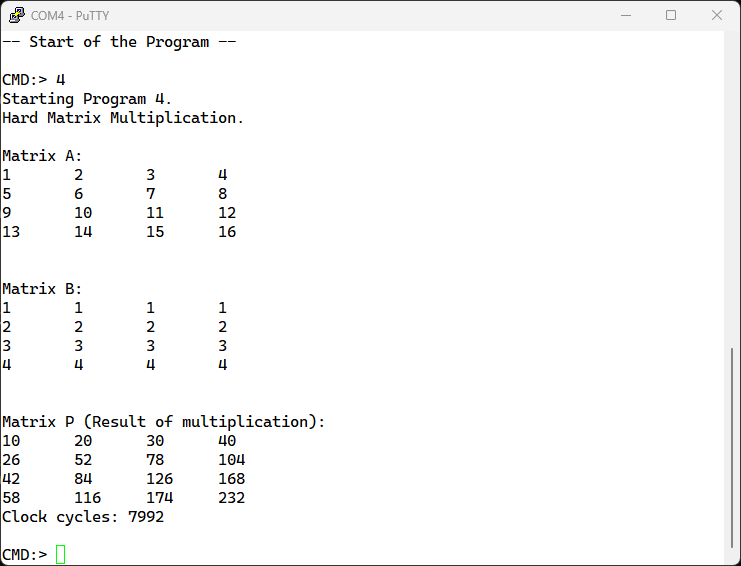 COM4 - PuTTY
-- Start of the Program --
CMD:> 4
Starting Program 4.
Hard Matrix Multiplication.
Matrix A:
1 2 3 4
5 6 7 8
9 10 11 12
13 14 15 16
Matrix B:
1 1 1 1
2 2 2 2
3 3 3 3
4 4 4 4
Matrix P (Result of multiplication):
10 20 30 40
26 52 78 104
42 84 126 168
58 116 174 232
Clock cycles: 7992
CMD:>